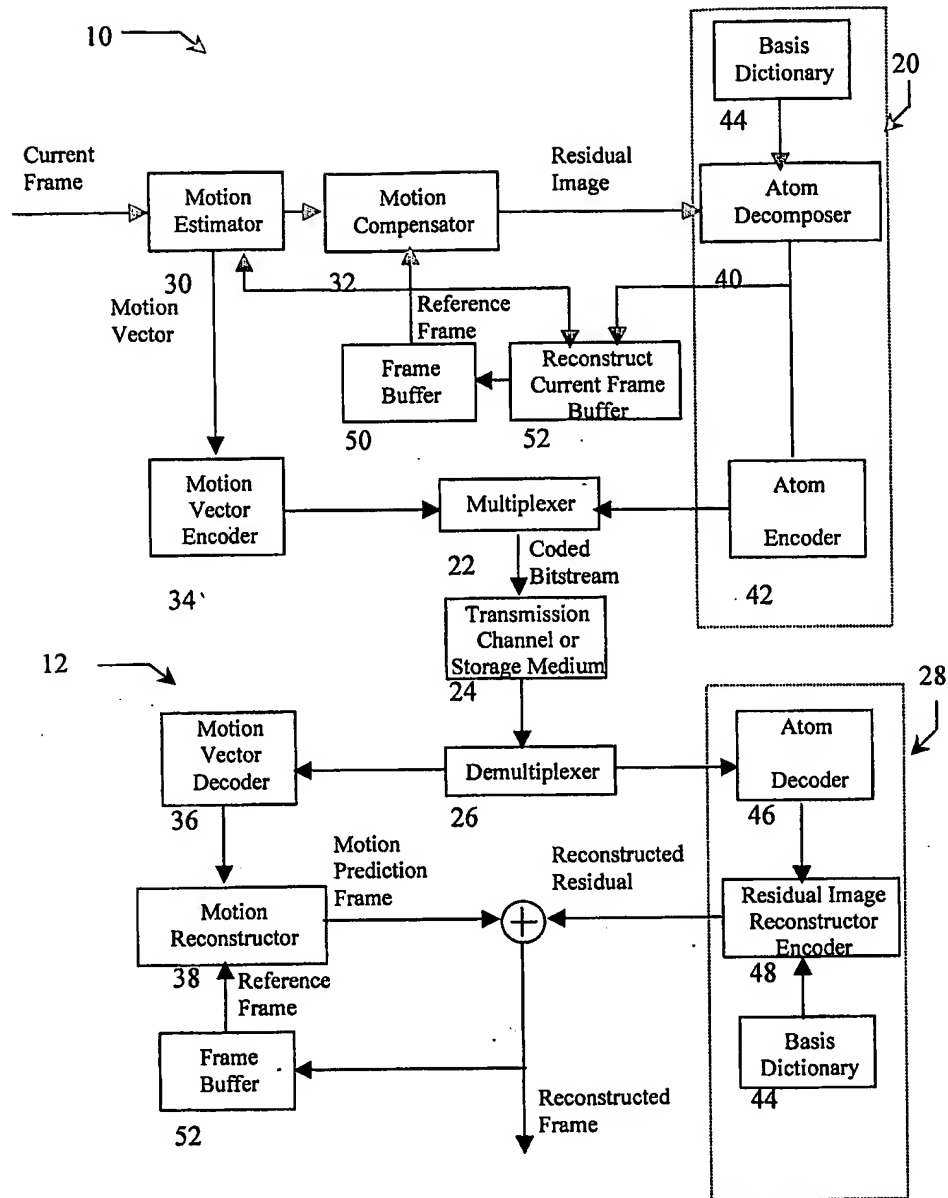 10
Basis
Dictionary
20
44
Current
Frame
Residual
Image
Motion
Estimator
Motion
Compensator
Atom
Decomposer
30
32
40
Motion
Vector
Reference
Frame
Frame
Buffer
Reconstruct
Current Frame
Buffer
50
52
Motion
Vector
Encoder
Multiplexer
Atom
Encoder
22
Coded
Bitstream
34
42
Transmission
Channel or
Storage Medium
24
12
28
Motion
Vector
Decoder
Demultiplexer
Atom
Decoder
36
26
46
Motion
Prediction
Frame
Reconstructed
Residual
Motion
Reconstructor
+
Residual Image
Reconstructor
Encoder
38
Reference
Frame
48
Frame
Buffer
Basis
Dictionary
44
52
Reconstructed
Frame